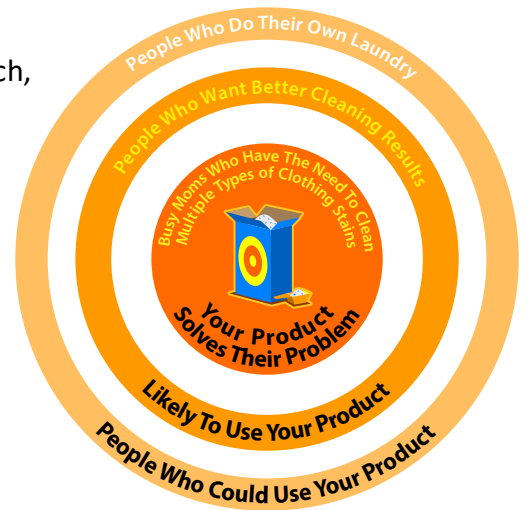 ch,
People Who Do Their Own Laundry
People Who Want Better Cleaning Results
Busy Moms Who Have The Need To Clean
Multiple Types of Clothing Stains
Your Product
Solves Their Problem
Likely To Use Your Product
People Who Could Use Your Product